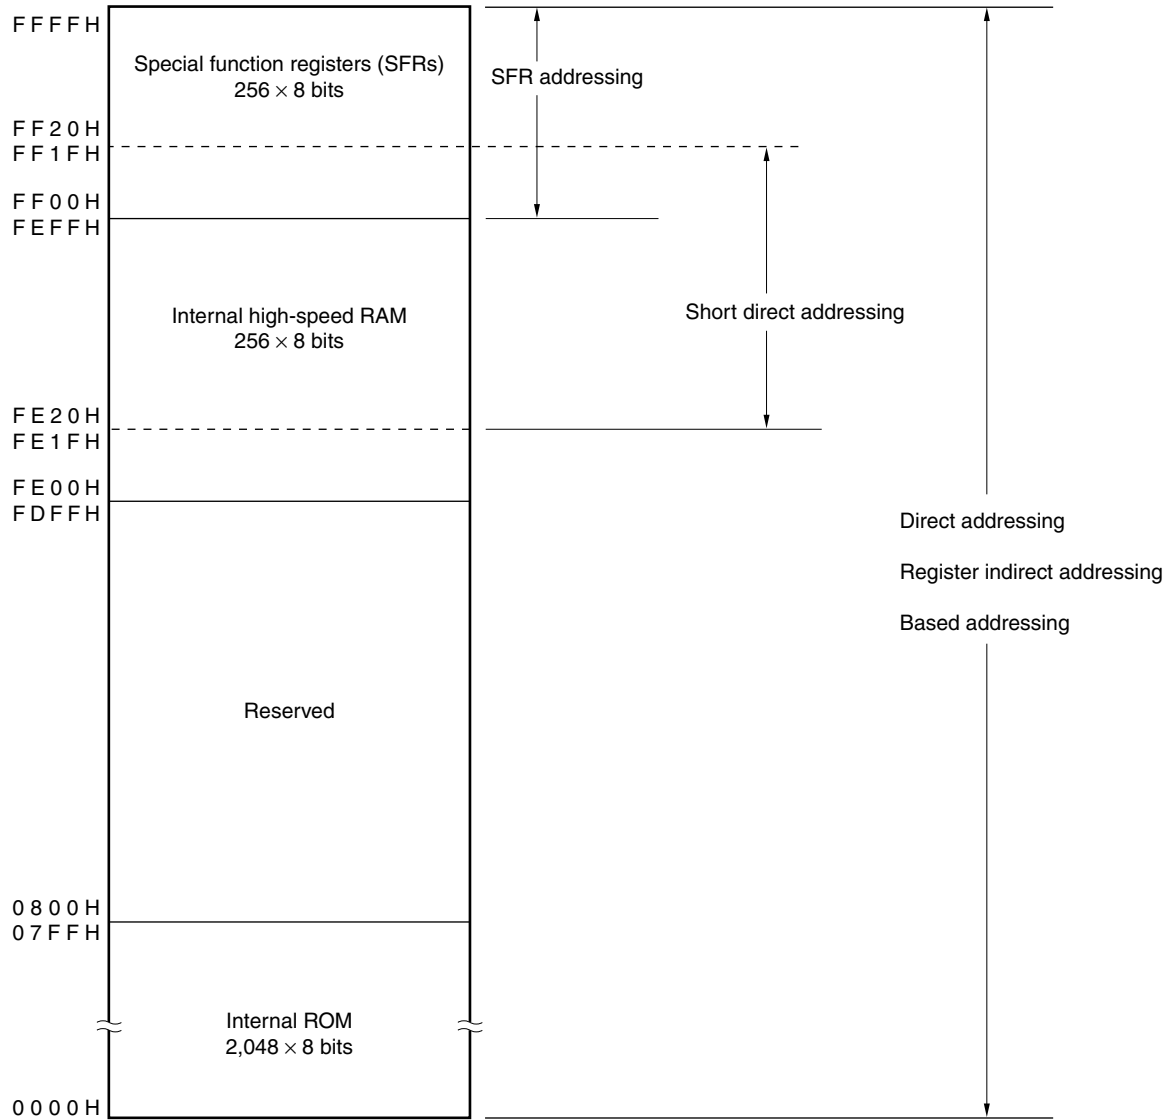 FFFFH
Special function registers (SFRs)
256 × 8 bits
SFR addressing
FF20H
FF1FH
FF00H
FEFFH
Internal high-speed RAM
256 × 8 bits
Short direct addressing
FE20H
FE1FH
FE00H
FDFFH
Direct addressing
Register indirect addressing
Based addressing
Reserved
0800H
07FFH
Internal ROM
2,048 × 8 bits
0000H